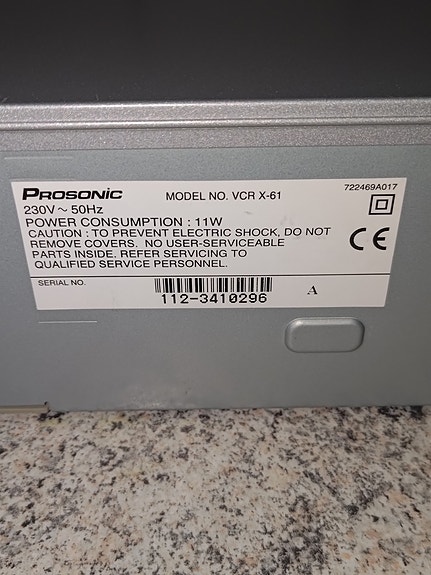 PROSONIC MODEL NO. VCR X-61 722469A017
230V ~ 50Hz
POWER CONSUMPTION : 11W
CAUTION : TO PREVENT ELECTRIC SHOCK, DO NOT
REMOVE COVERS. NO USER-SERVICEABLE
PARTS INSIDE. REFER SERVICING TO
QUALIFIED SERVICE PERSONNEL.
CE
SERIAL NO.
112-3410296 A